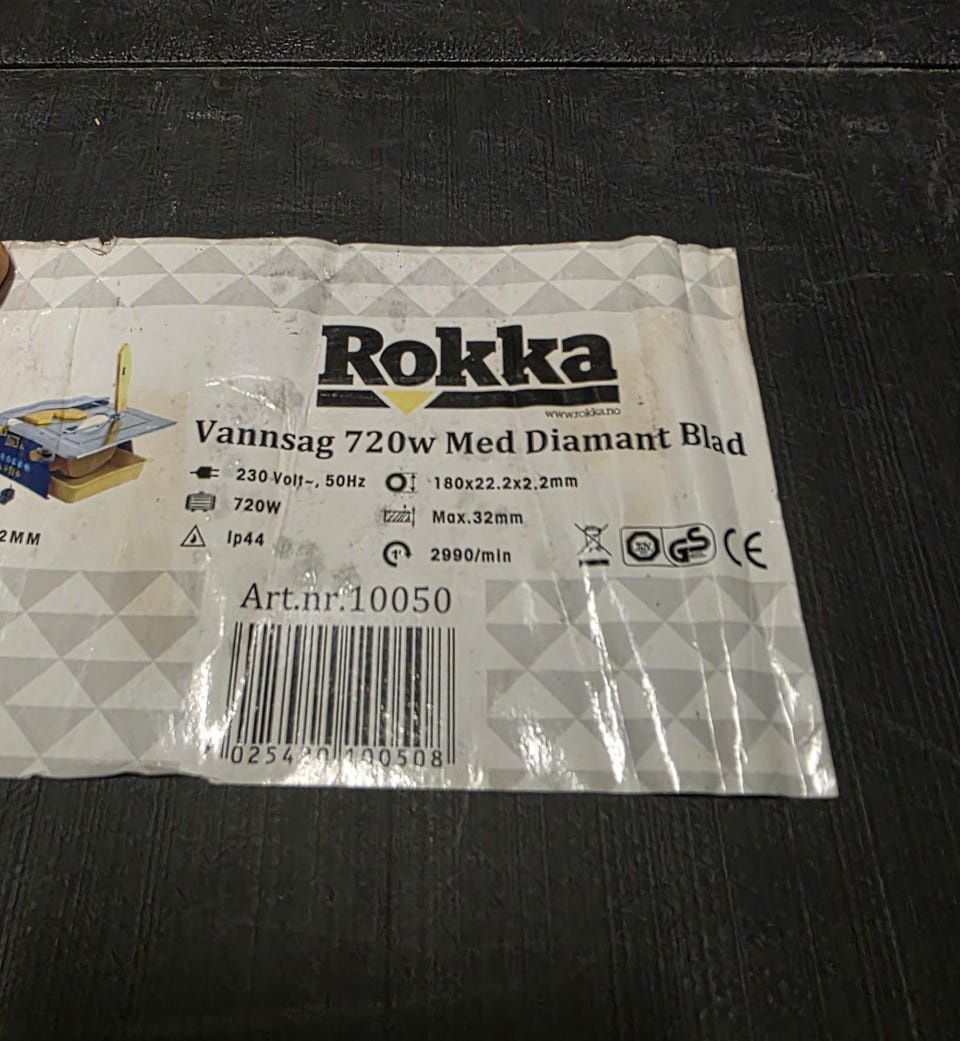 Rokka
www.rokka.no
Vannsag 720w Med Diamant Blad
230 Volt~, 50Hz
180x22.2x2.2mm
720W
Max.32mm
Ip44
2990/min
2MM
GS CE
Art.nr.10050